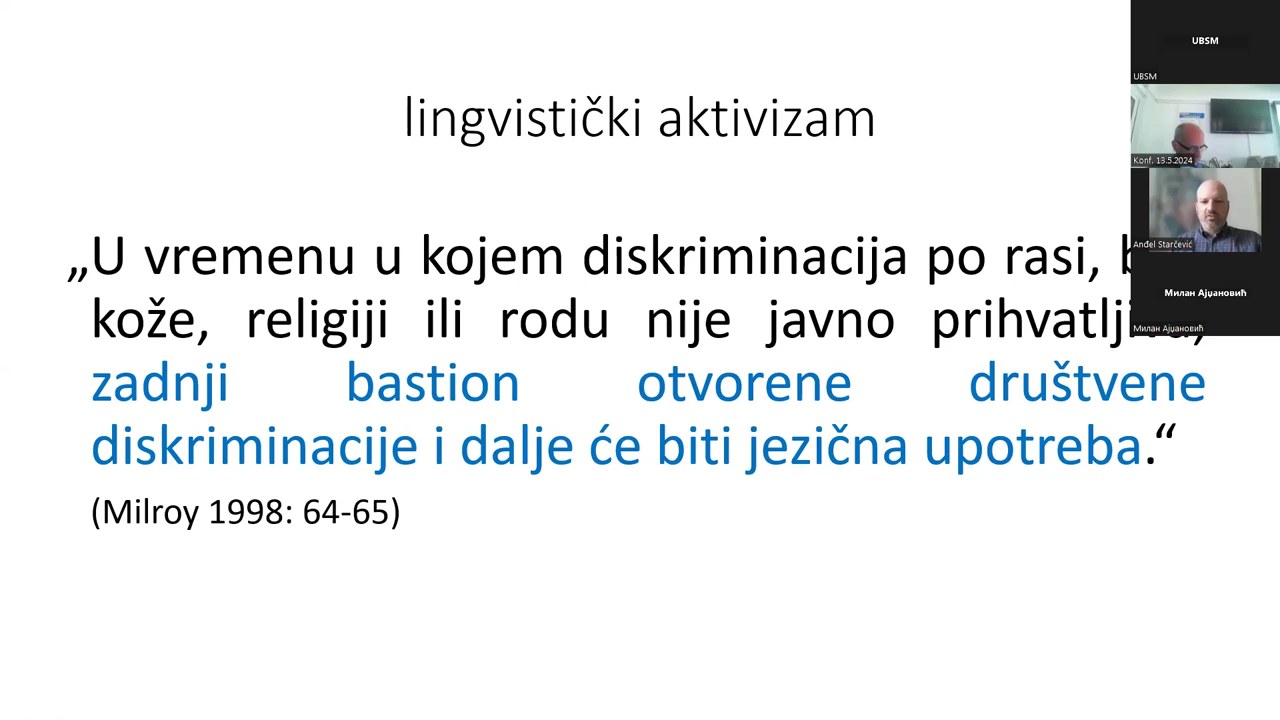 lingvistički aktivizam
„U vremenu u kojem diskriminacija po rasi,
kože, religiji ili rodu nije javno prihvatljiva,
zadnji bastion otvorene društvene
diskriminacije i dalje će biti jezična upotreba.“
(Milroy 1998: 64-65)
UBSM
UBSM
Konf. 13.5.2024
Anđel Starčević
Милан Ајџановић
Милан Ајџановић